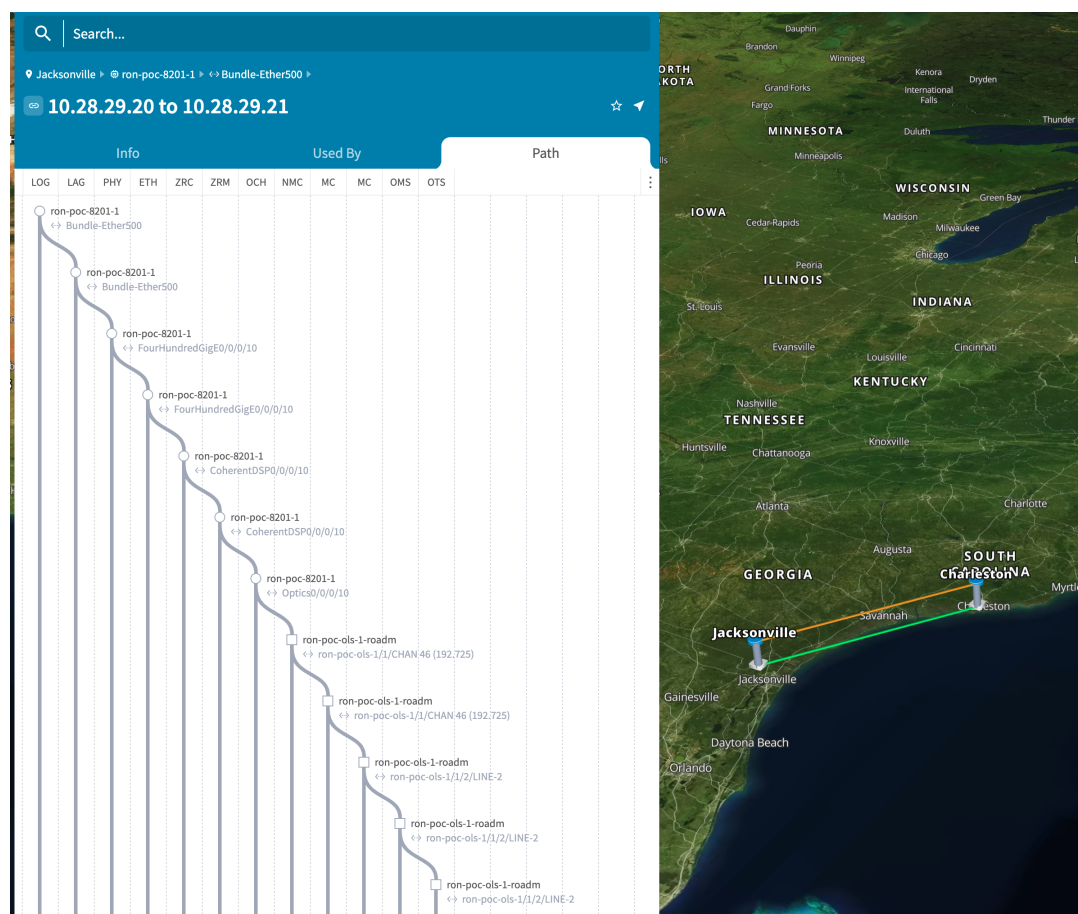 Search...
Jacksonville ron-poc-8201-1 Bundle-Ether500
10.28.29.20 to 10.28.29.21
Info Used By Path
LOG LAG PHY ETH ZRC ZRM OCH NMC MC MC OMS OTS
ron-poc-8201-1
Bundle-Ether500
ron-poc-8201-1
Bundle-Ether500
ron-poc-8201-1
FourHundredGigE0/0/0/10
ron-poc-8201-1
FourHundredGigE0/0/0/10
ron-poc-8201-1
CoherentDSP0/0/0/10
ron-poc-8201-1
CoherentDSP0/0/0/10
ron-poc-8201-1
Optics0/0/0/10
ron-poc-ols-1-roadm
ron-poc-ols-1/1/CHAN 46 (192.725)
ron-poc-ols-1-roadm
ron-poc-ols-1/1/CHAN 46 (192.725)
ron-poc-ols-1-roadm
ron-poc-ols-1/1/2/LINE-2
ron-poc-ols-1-roadm
ron-poc-ols-1/1/2/LINE-2
ron-poc-ols-1-roadm
ron-poc-ols-1/1/2/LINE-2
Dauphin
Brandon
Winnipeg
ORTH
KOTA
Kenora
Dryden
Grand Forks
International
Falls
Fargo
Thunder
MINNESOTA
Duluth
Minneapolis
lls
WISCONSIN
Green Bay
IOWA
Madison
Cedar-Rapids
Milwaukee
Chicago
Peoria
ILLINOIS
INDIANA
St. Louis
Evansville
Cincinnati
Louisville
KENTUCKY
Nashville
TENNESSEE
Knoxville
Huntsville
Chattanooga
Atlanta
Charlotte
Augusta
SOUTH
CAROLINA
GEORGIA
Charleston
Myrtl
Charleston
Savannah
Jacksonville
Jacksonville
Gainesville
Daytona Beach
Orlando